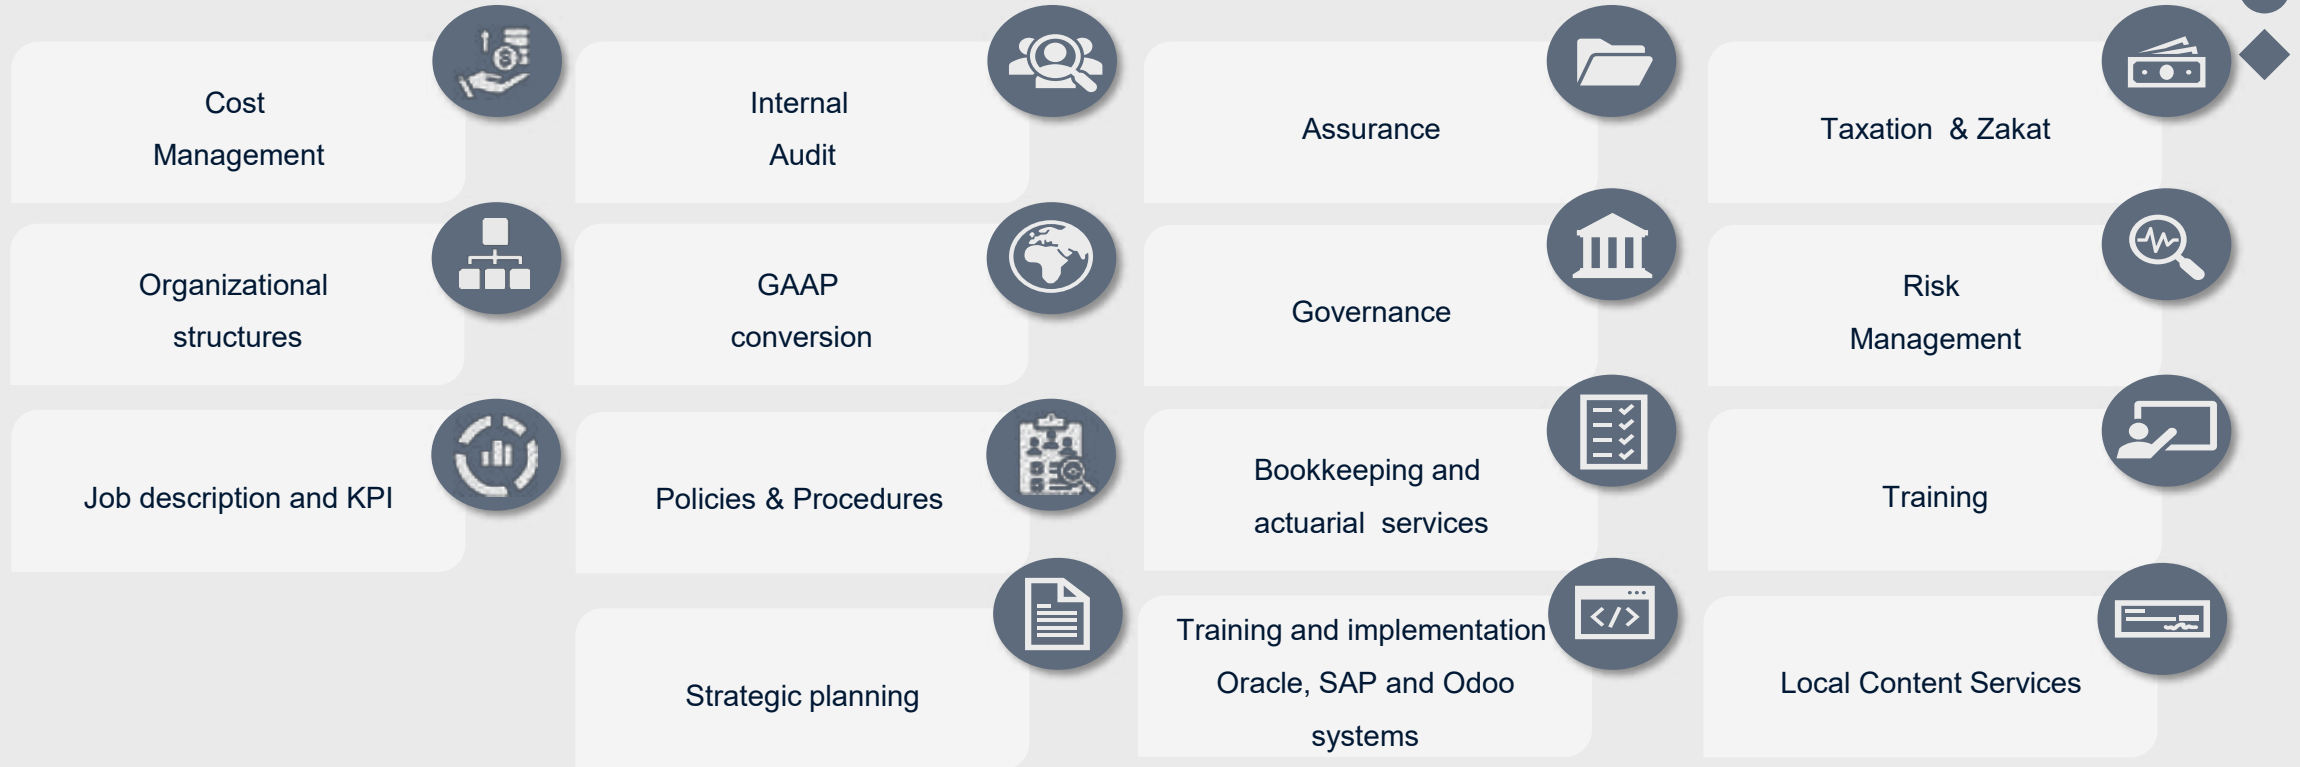 Cost
Management
Internal
Audit
Assurance
Taxation & Zakat
Organizational
structures
GAAP
conversion
Governance
Risk
Management
Job description and KPI
Policies & Procedures
Bookkeeping and
actuarial services
Training
Strategic planning
Training and implementation
Oracle, SAP and Odoo
systems
Local Content Services